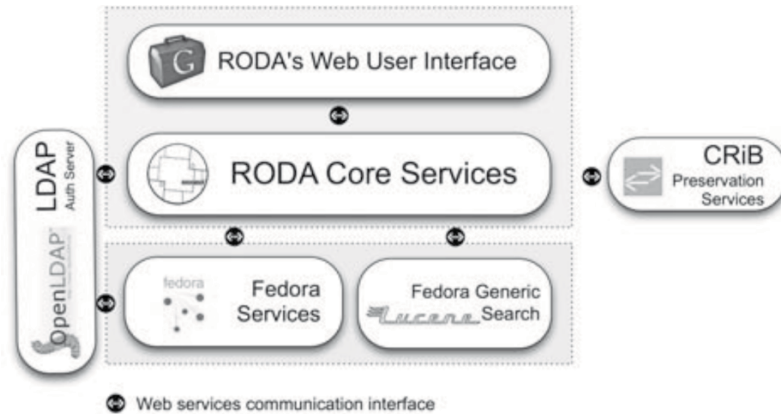 G
RODA's Web User Interface
LDAP
Auth Server
OpenLDAP
RODA Core Services
CRiB
Preservation
Services
fedora
Fedora
Services
Fedora Generic
Search
Lucene
Web services communication interface